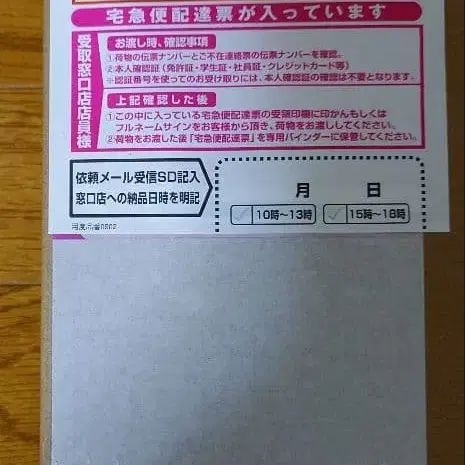 宅急便配達票が入っています
受取窓口店店員様
お渡し時、確認事項
①荷物の伝票ナンバーとご不在連絡票の伝票ナンバーを確認。
②本人確認証(免許証・学生証・社員証・クレジットカード等)
※認証番号を使ってのお受け取りには、本人確認証の確認は不要となります。
上記確認した後
①この中に入っている宅急便配達票の受領印欄に印かんもしくは
フルネームサインをお客様から頂き、荷物をお渡ししてください。
②荷物をお渡しした後「宅急便配達票」を専用バインダーに保管してください。
依頼メール受信SD記入
窓口店への納品日時を明記
月 日
10時〜13時 15時〜18時